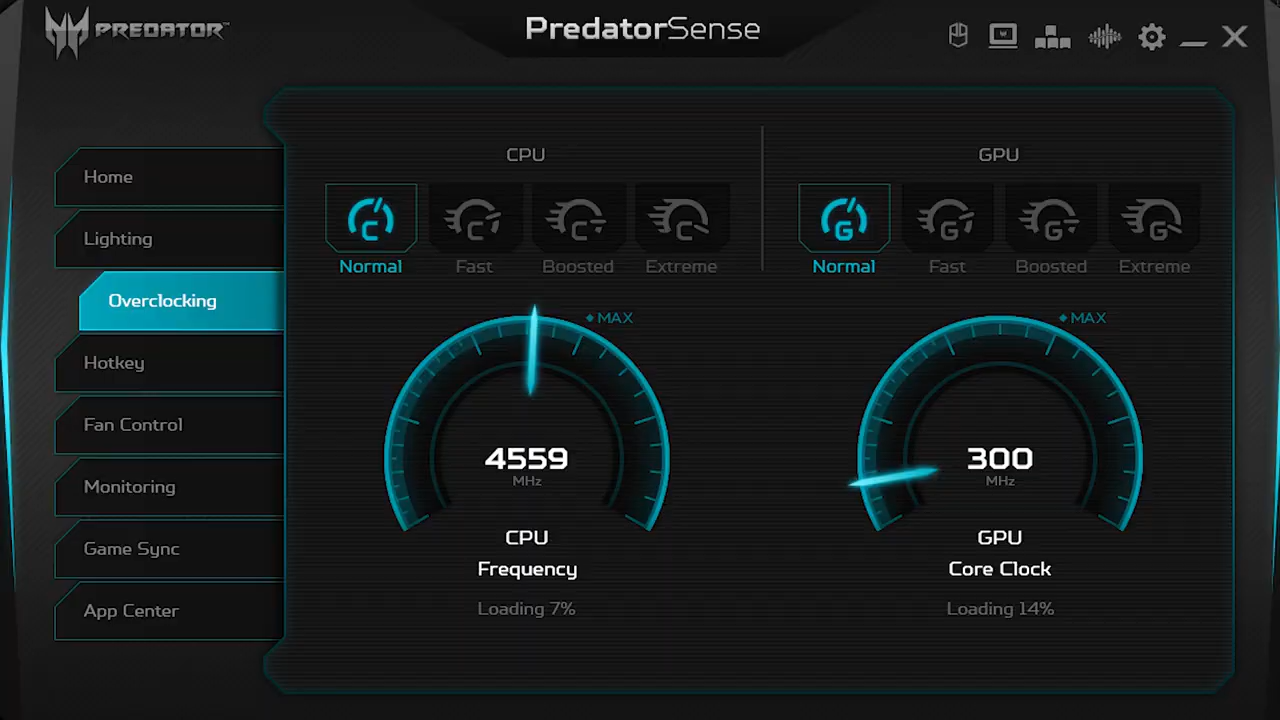 PREDATOR™
PredatorSense
Home
Lighting
Overclocking
Hotkey
Fan Control
Monitoring
Game Sync
App Center
CPU
C C C C
Normal Fast Boosted Extreme
MAX
4559
MHz
CPU
Frequency
Loading 7%
GPU
G G G G
Normal Fast Boosted Extreme
MAX
300
MHz
GPU
Core Clock
Loading 14%